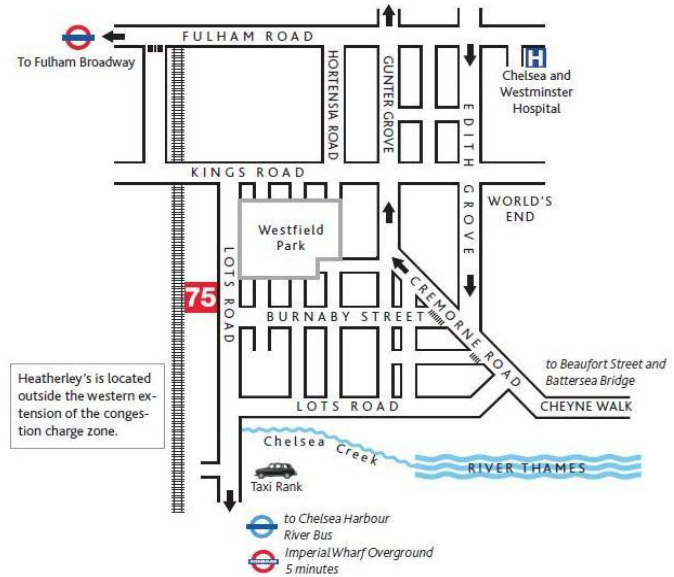 FULHAM ROAD
To Fulham Broadway
H
Chelsea and
Westminster
Hospital
HORTENSIA ROAD
GUNTER GROVE
EDITH GROVE
KINGS ROAD
WORLD'S
END
Westfield
Park
LOTS ROAD
75
CREMORNE ROAD
BURNABY STREET
to Beaufort Street and
Battersea Bridge
Heatherley's is located
outside the western ex-
tension of the conges-
tion charge zone.
LOTS ROAD
CHEYNE WALK
Chelsea Creek
RIVER THAMES
Taxi Rank
to Chelsea Harbour
River Bus
Imperial Wharf Overground
5 minutes